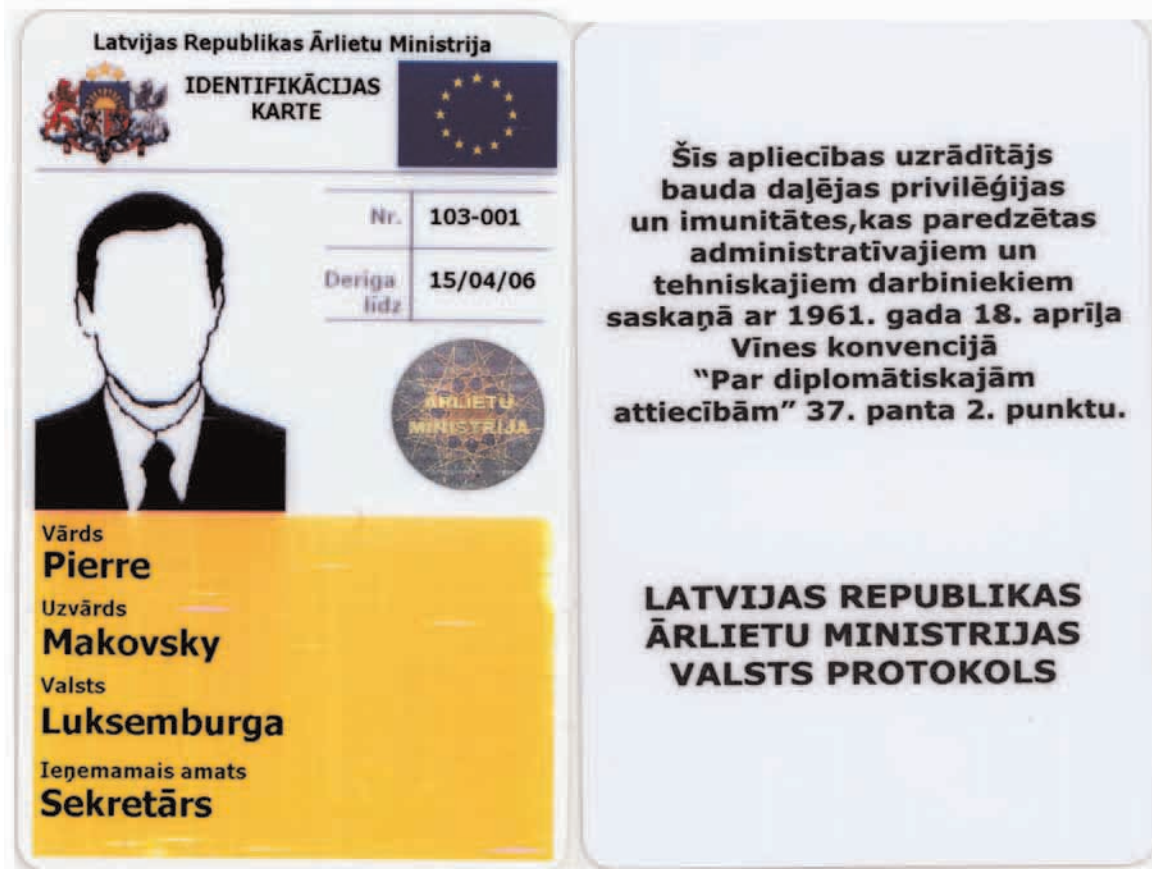 Latvijas Republikas Ārlietu Ministrija
IDENTIFIKĀCIJAS
KARTE
Nr. 103-001
Derīga
līdz
15/04/06
ĀRLIETU
MINISTRIJA
Vārds
Pierre
Uzvārds
Makovsky
Valsts
Luksemburga
Ieņemamais amats
Sekretārs
Šīs apliecības uzrādītājs
bauda daļējas privilēģijas
un imunitātes,kas paredzētas
administratīvajiem un
tehniskajiem darbiniekiem
saskaņā ar 1961. gada 18. aprīļa
Vīnes konvencijā
“Par diplomātiskajām
attiecībām” 37. panta 2. punktu.
LATVIJAS REPUBLIKAS
ĀRLIETU MINISTRIJAS
VALSTS PROTOKOLS